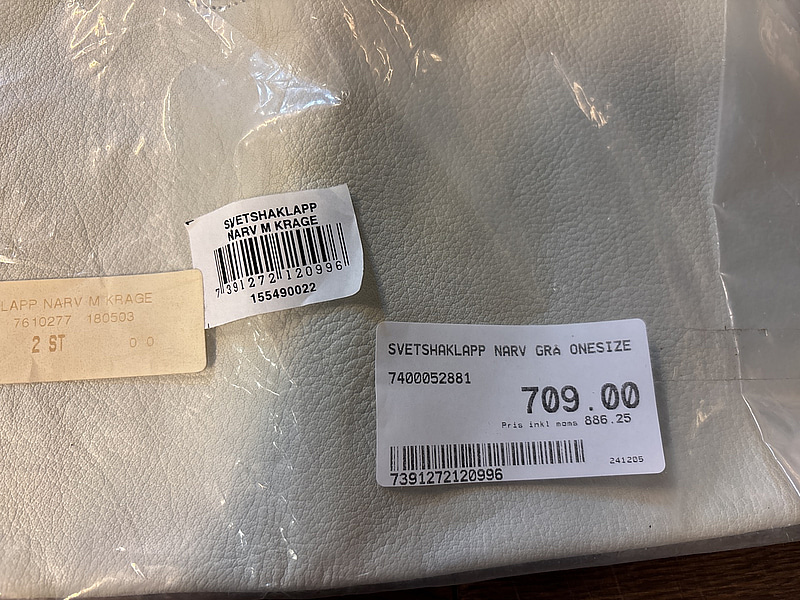 SVETSHAKLAPP
NARV M KRAGE
7391272120996
155490022
LAPP NARV M KRAGE
7610277 180503
2 ST 0 0
SVETSHAKLAPP NARV GRÅ ONESIZE
7400052881
709.00
Pris inkl moms 886.25
7391272120996
241205